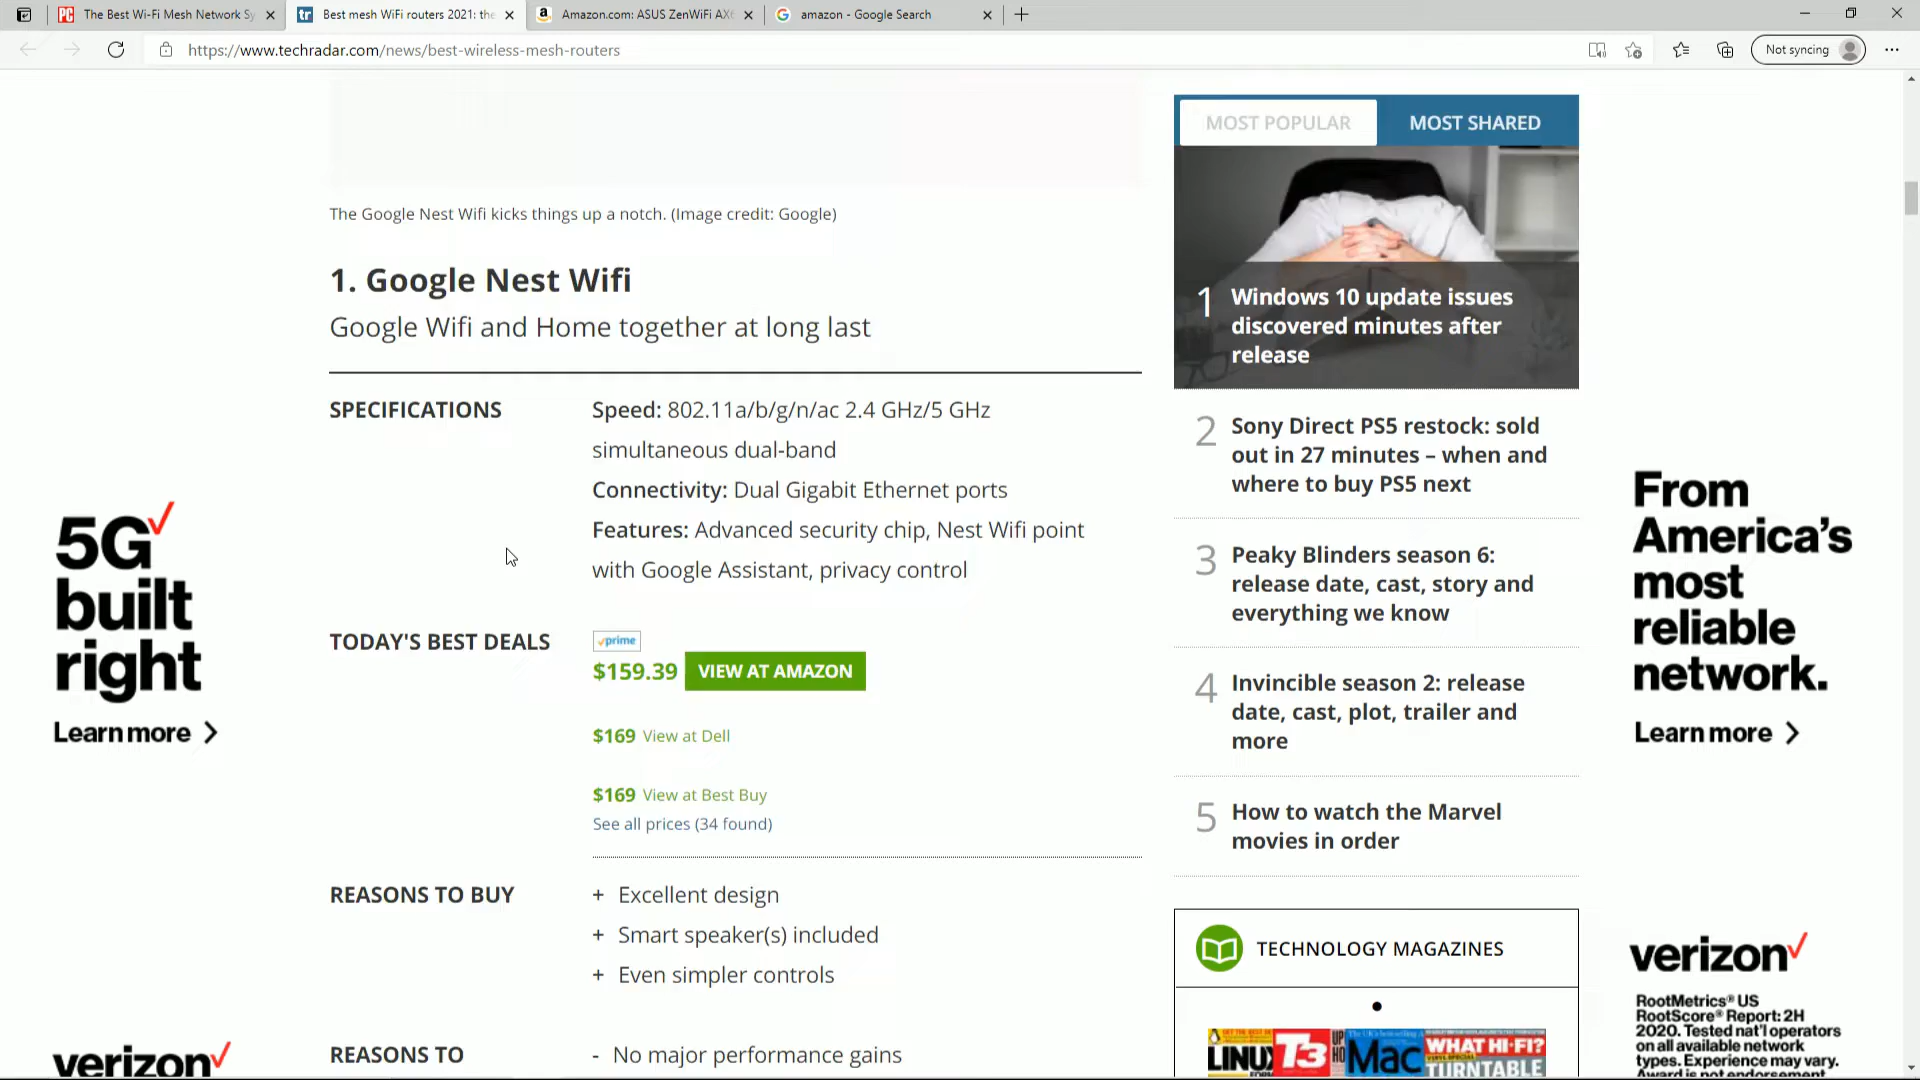 The Best Wi-Fi Mesh Network Sy
Best mesh WiFi routers 2021: the
Amazon.com: ASUS ZenWiFi AX6
amazon - Google Search
https://www.techradar.com/news/best-wireless-mesh-routers
Not syncing
The Google Nest Wifi kicks things up a notch. (Image credit: Google)
1. Google Nest Wifi
Google Wifi and Home together at long last
SPECIFICATIONS
Speed: 802.11a/b/g/n/ac 2.4 GHz/5 GHz
simultaneous dual-band
Connectivity: Dual Gigabit Ethernet ports
Features: Advanced security chip, Nest Wifi point
with Google Assistant, privacy control
TODAY'S BEST DEALS
prime
$159.39 VIEW AT AMAZON
$169 View at Dell
$169 View at Best Buy
See all prices (34 found)
REASONS TO BUY
+ Excellent design
+ Smart speaker(s) included
+ Even simpler controls
REASONS TO
- No major performance gains
MOST POPULAR
MOST SHARED
1 Windows 10 update issues
discovered minutes after
release
2 Sony Direct PS5 restock: sold
out in 27 minutes – when and
where to buy PS5 next
3 Peaky Blinders season 6:
release date, cast, story and
everything we know
4 Invincible season 2: release
date, cast, plot, trailer and
more
5 How to watch the Marvel
movies in order
TECHNOLOGY MAGAZINES
LINUX
T3
Mac
WHAT HI-FI?
TURNTABLE
5G
built
right
Learn more
verizon
From
America's
most
reliable
network.
Learn more
verizon
RootMetrics® US
RootScore® Report: 2H
2020. Tested nat'l operators
on all available network
types. Experience may vary.
Award is not endorsement